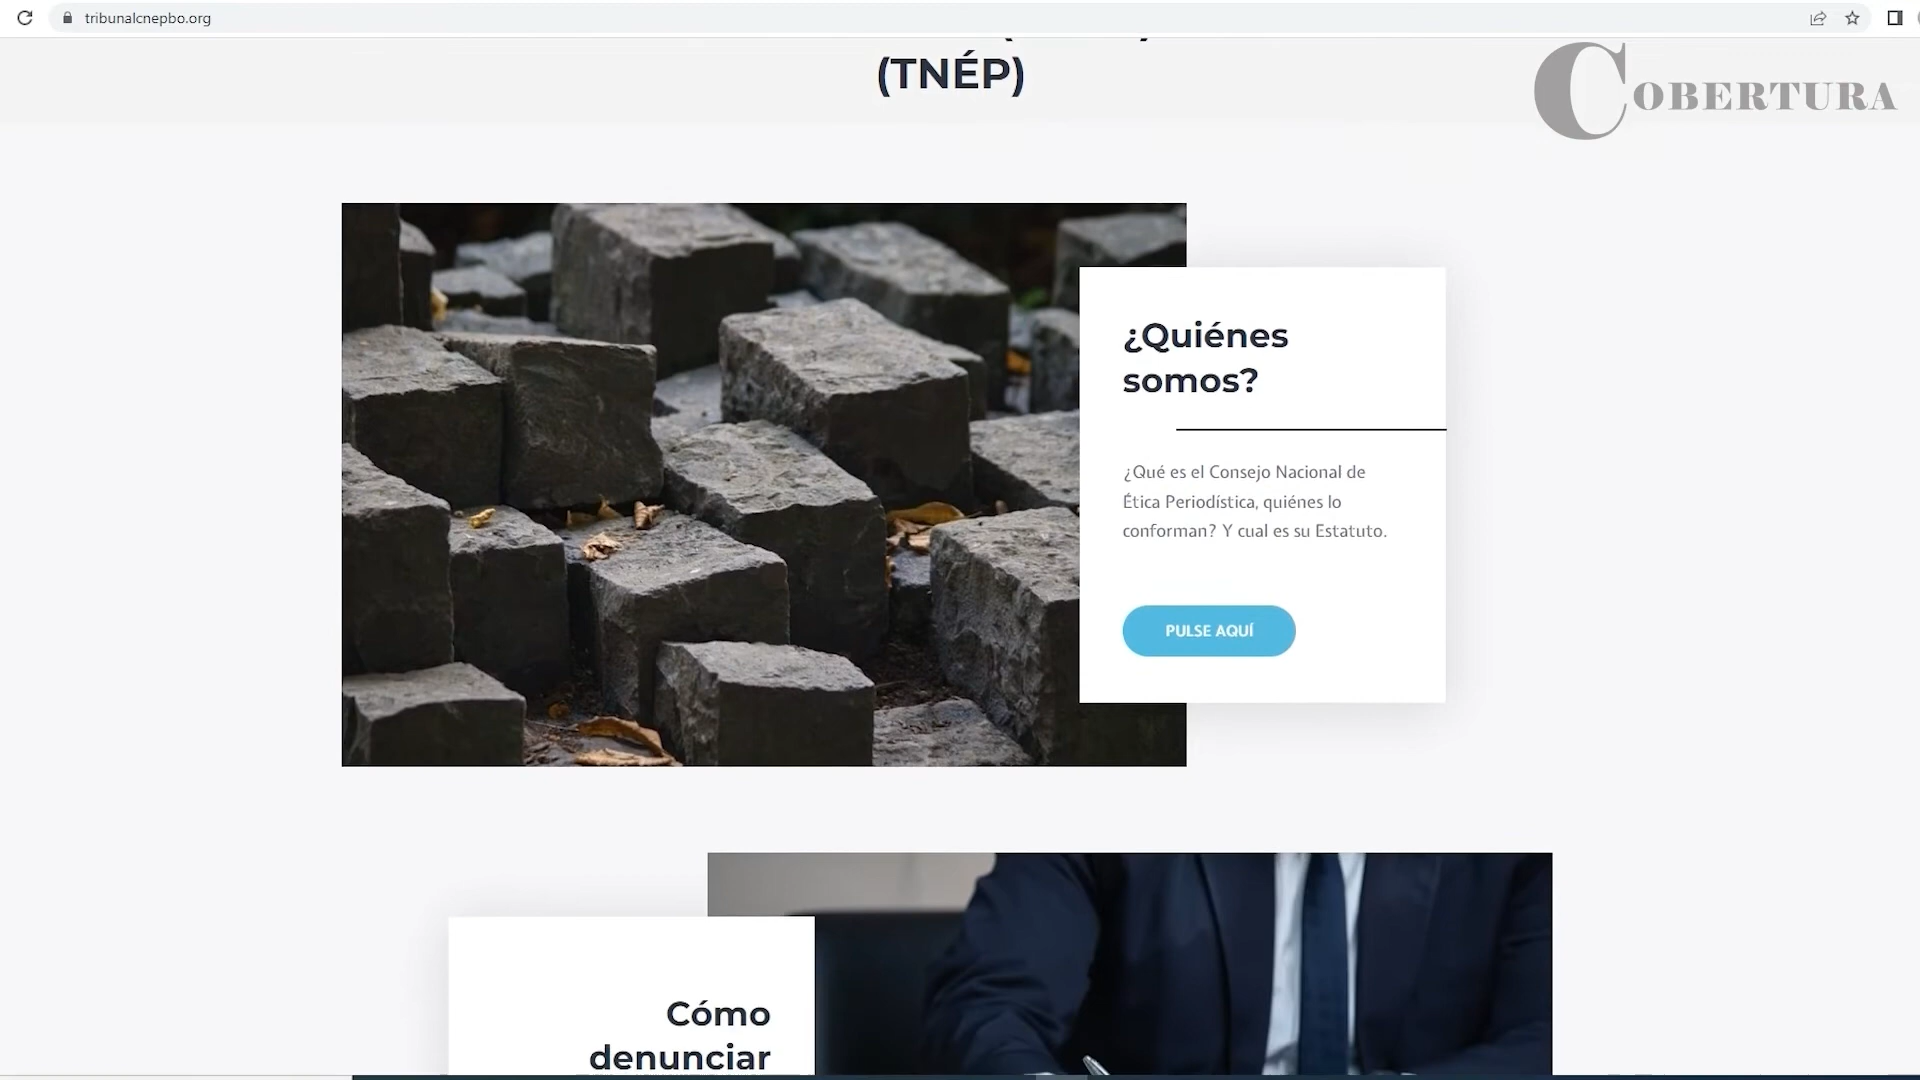 tribunalcnepbo.org
(TNÉP)
COBERTURA
¿Quiénes
somos?
¿Qué es el Consejo Nacional de
Ética Periodística, quiénes lo
conforman? Y cual es su Estatuto.
PULSE AQUÍ
Cómo
denunciar